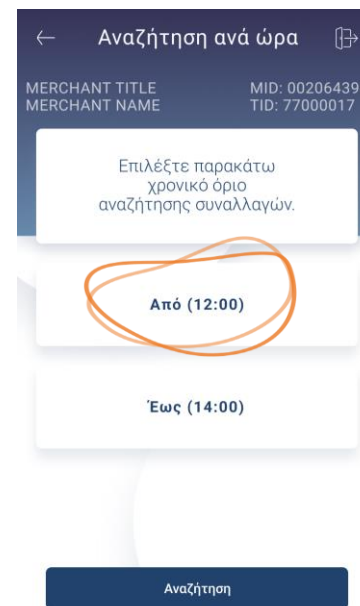 Αναζήτηση ανά ώρα
MERCHANT TITLE MID: 00206439
MERCHANT NAME TID: 77000017
Επιλέξτε παρακάτω
χρονικό όριο
αναζήτησης συναλλαγών.
Από (12:00)
Έως (14:00)
Αναζήτηση